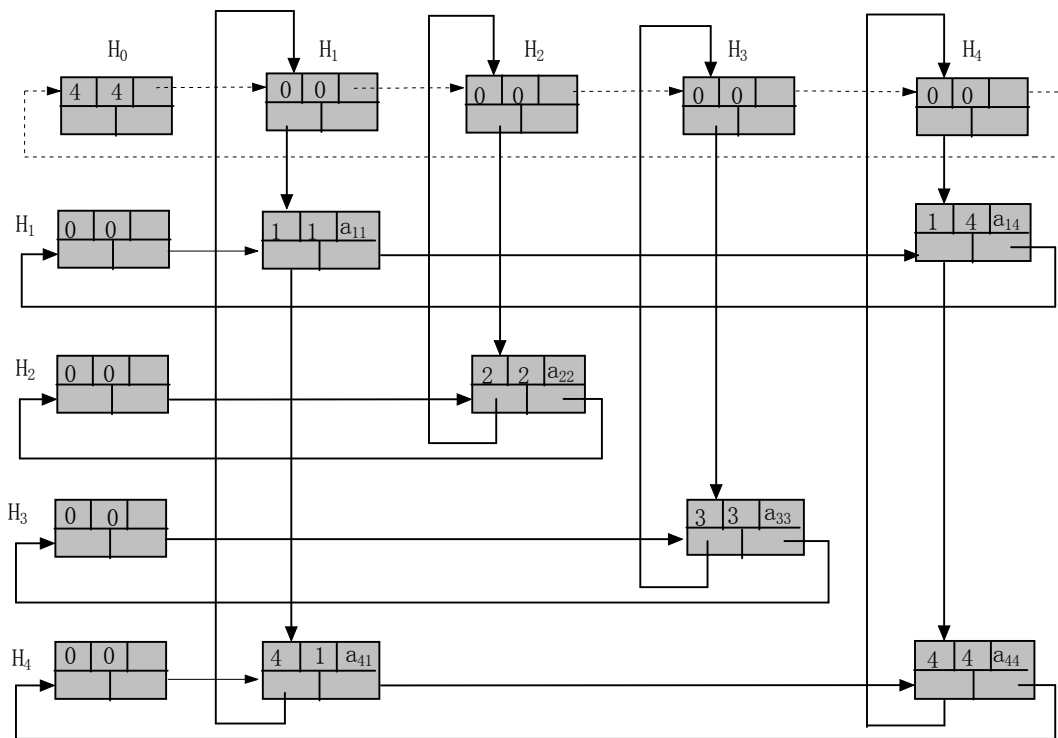 H₀ H₁ H₂ H₃ H₄
4 4 0 0 0 0 0 0 0 0
H₁ 0 0 1 1 a₁₁ 1 4 a₁₄
H₂ 0 0 2 2 a₂₂
H₃ 0 0 3 3 a₃₃
H₄ 0 0 4 1 a₄₁ 4 4 a₄₄